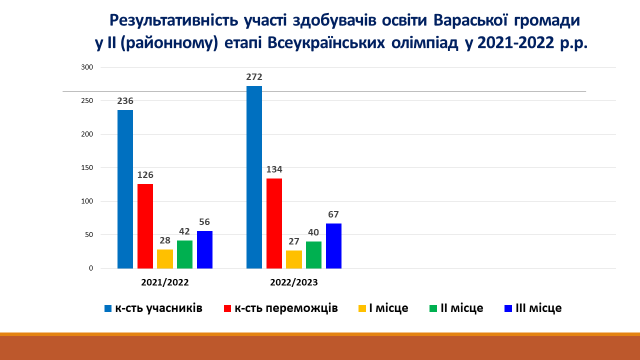 Результативність участі здобувачів освіти Вараської громади
у ІІ (районному) етапі Всеукраїнських олімпіад у 2021-2022 р.р.
300
250
200
150
100
50
0
236
126
28
42
56
272
134
27
40
67
2021/2022
2022/2023
к-сть учасників
к-сть переможців
І місце
ІІ місце
ІІІ місце